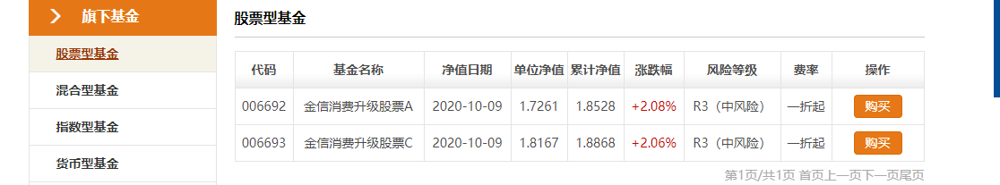 旗下基金
股票型基金
混合型基金
指数型基金
货币型基金
股票型基金
代码 基金名称 净值日期 单位净值 累计净值 涨跌幅 风险等级 费率 操作
006692 金信消费升级股票A 2020-10-09 1.7261 1.8528 +2.08% R3（中风险） 一折起 购买
006693 金信消费升级股票C 2020-10-09 1.8167 1.8868 +2.06% R3（中风险） 一折起 购买
第1页/共1页 首页上一页下一页尾页